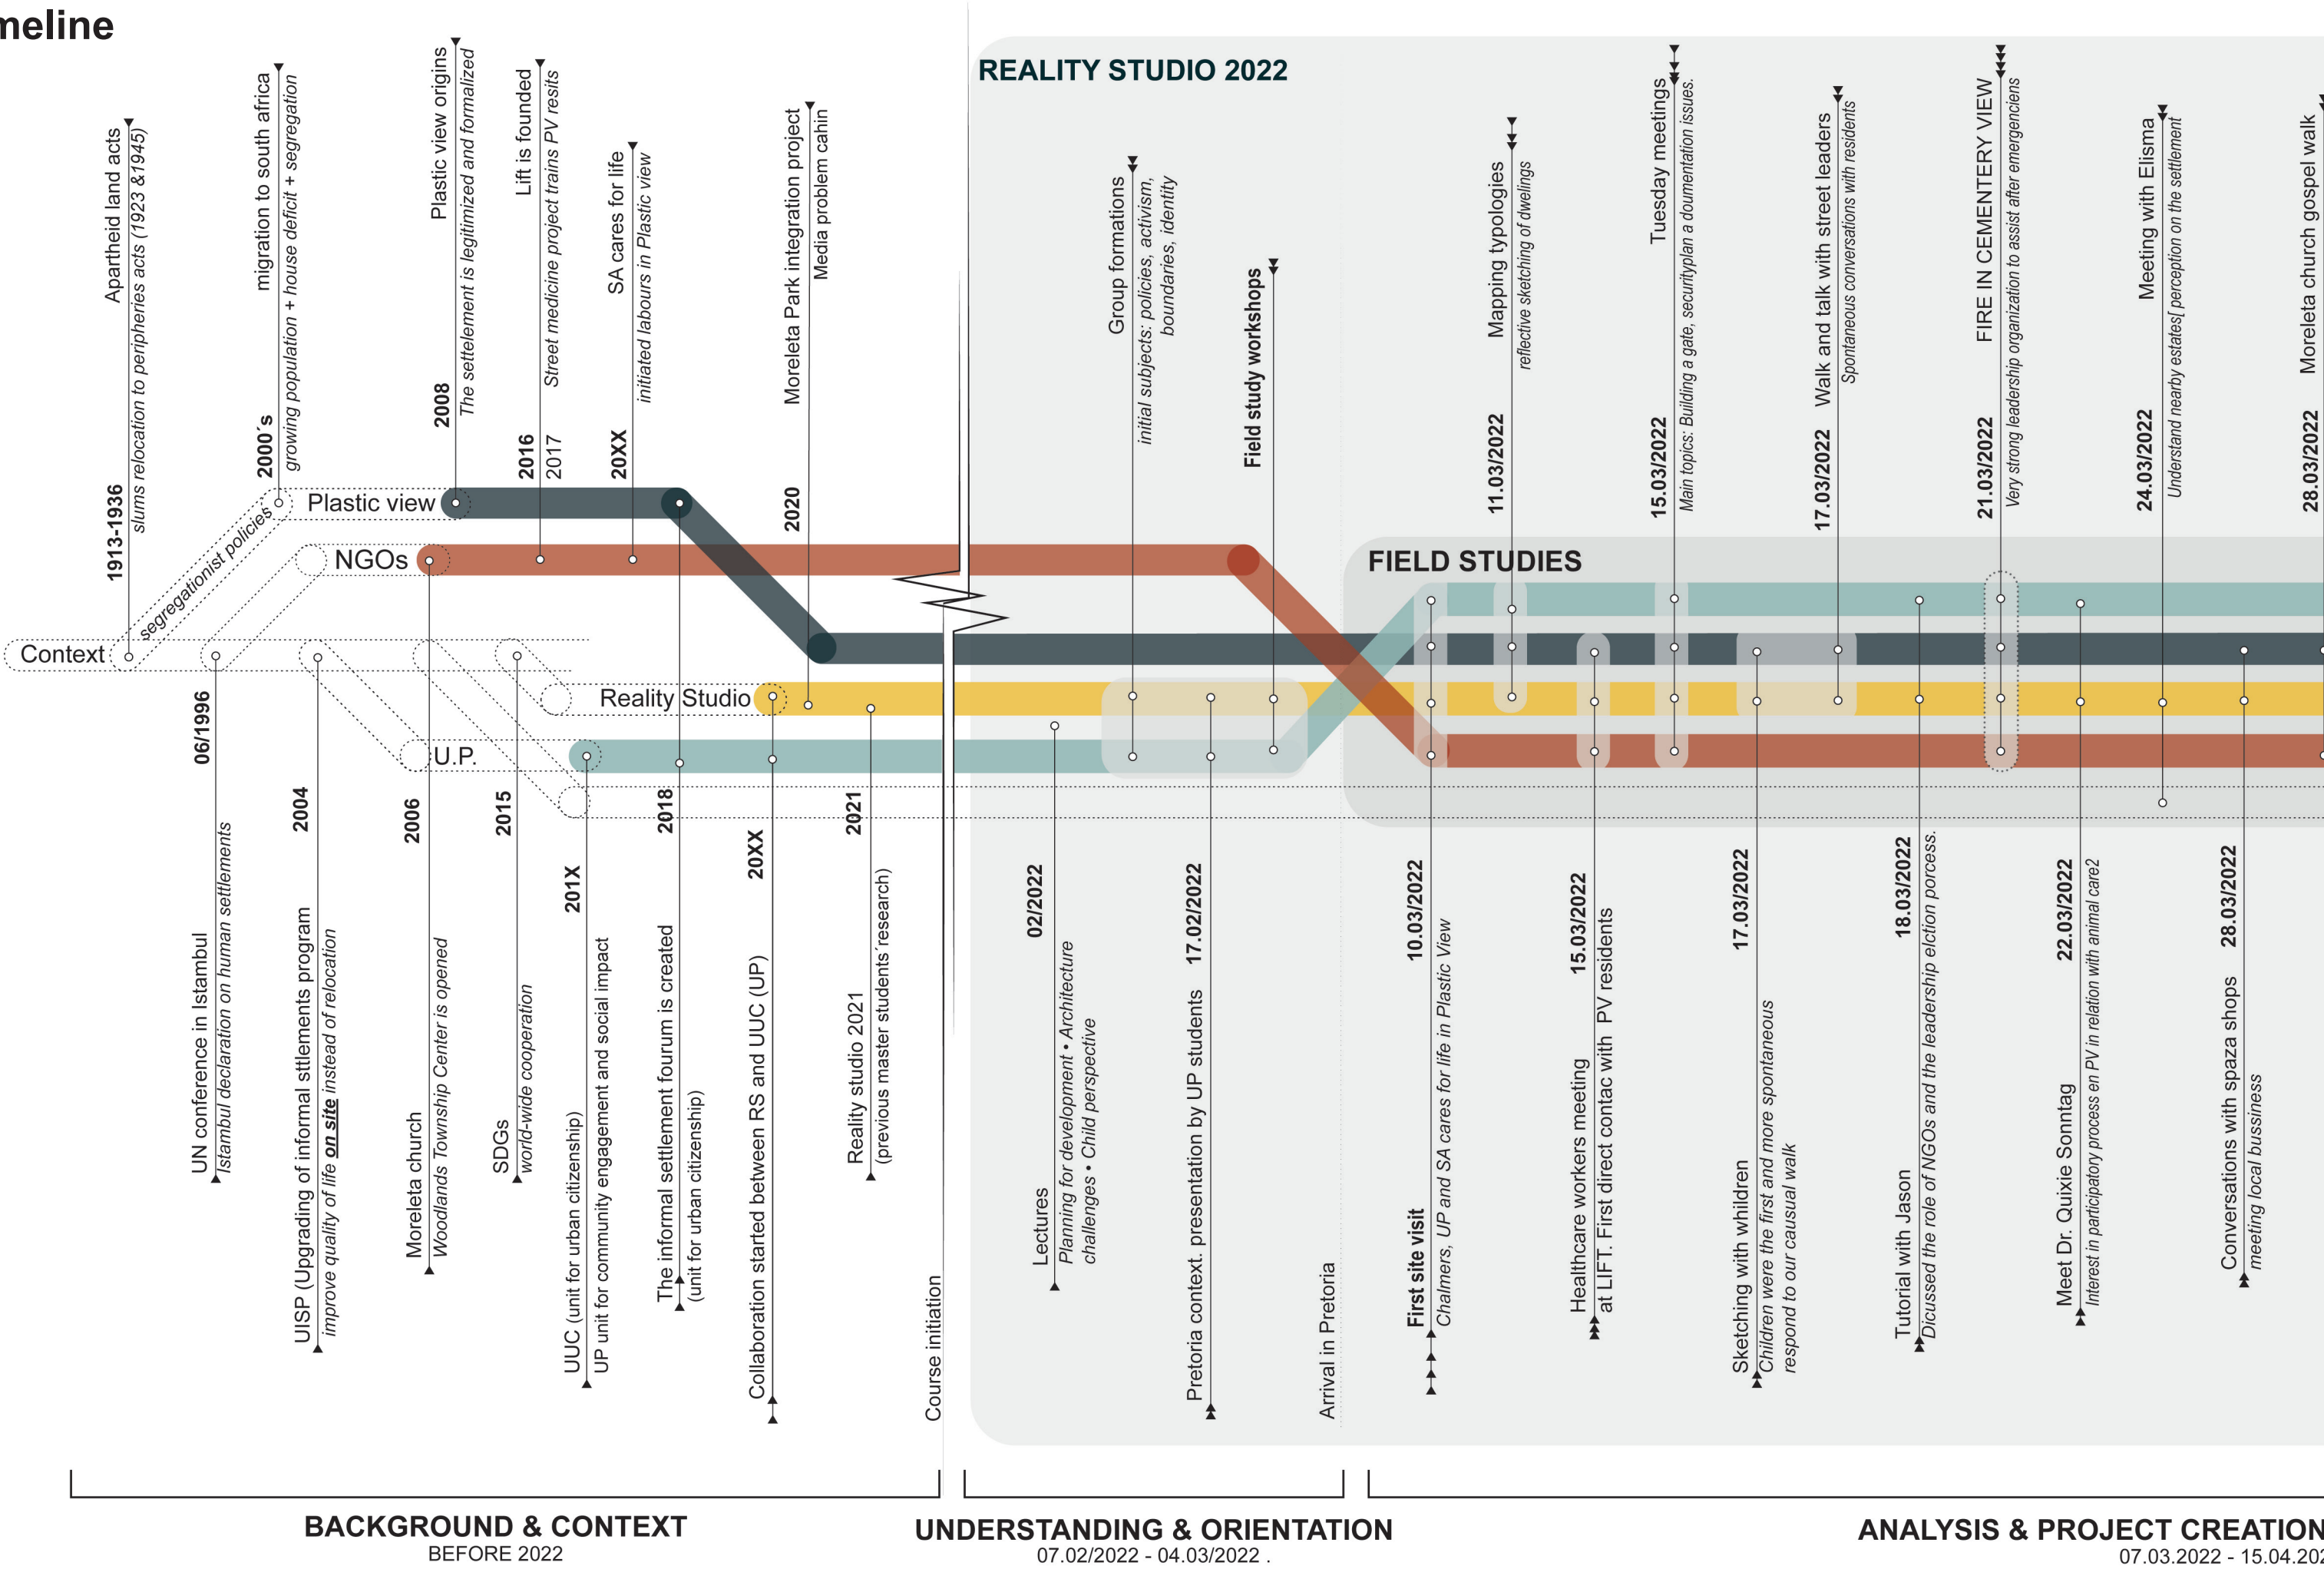 meline
Apartheid land acts
slums relocation to peripheries acts (1923 &1945)
1913-1936
migration to south africa
growing population + house deficit + segregation
2000´s
Plastic view origins
The settelement is legitimized and formalized
2008
Lift is founded
Street medicine project trains PV resits
2016
2017
SA cares for life
initiated labours in Plastic view
20XX
Moreleta Park integration project
Media problem cahin
2020
REALITY STUDIO 2022
Group formations
initial subjects: policies, activism,
boundaries, identity
Field study workshops
Mapping typologies
reflective sketching of dwelings
11.03/2022
Tuesday meetings
Main topics: Building a gate, securityplan a doumentation issues.
15.03/2022
Walk and talk with street leaders
Spontaneous conversations with residents
17.03/2022
FIRE IN CEMENTERY VIEW
Very strong leadership organization to assist after emergenciens
21.03/2022
Meeting with Elisma
Understand nearby estates[ perception on the settlement
24.03/2022
Moreleta church gospel walk
28.03/2022
segregationist policies
Plastic view
NGOs
Context
Reality Studio
U.P.
FIELD STUDIES
06/1996
UN conference in Istambul
Istambul declaration on human settlements
2004
UISP (Upgrading of informal sttlements program
improve quality of life on site instead of relocation
2006
Moreleta church
Woodlands Township Center is opened
2015
SDGs
world-wide cooperation
201X
UUC (unit for urban citizenship)
UP unit for community engagement and social impact
2018
The informal settlement fourum is created
(unit for urban citizenship)
20XX
Collaboration started between RS and UUC (UP)
2021
Reality studio 2021
(previous master students´research)
Course initiation
02/2022
Lectures
Planning for development • Architecture
challenges • Child perspective
17.02/2022
Pretoria context. presentation by UP students
Arrival in Pretoria
10.03/2022
First site visit
Chalmers, UP and SA cares for life in Plastic View
15.03/2022
Healthcare workers meeting
at LIFT. First direct contac with PV residents
17.03/2022
Sketching with whildren
Children were the first and more spontaneous
respond to our causual walk
18.03/2022
Tutorial with Jason
Dicussed the role of NGOs and the leadership elction porcess.
22.03/2022
Meet Dr. Quixie Sonntag
Interest in participatory process en PV in relation with animal care2
28.03/2022
Conversations with spaza shops
meeting local bussiness
BACKGROUND & CONTEXT
BEFORE 2022
UNDERSTANDING & ORIENTATION
07.02/2022 - 04.03/2022 .
ANALYSIS & PROJECT CREATION
07.03.2022 - 15.04.202